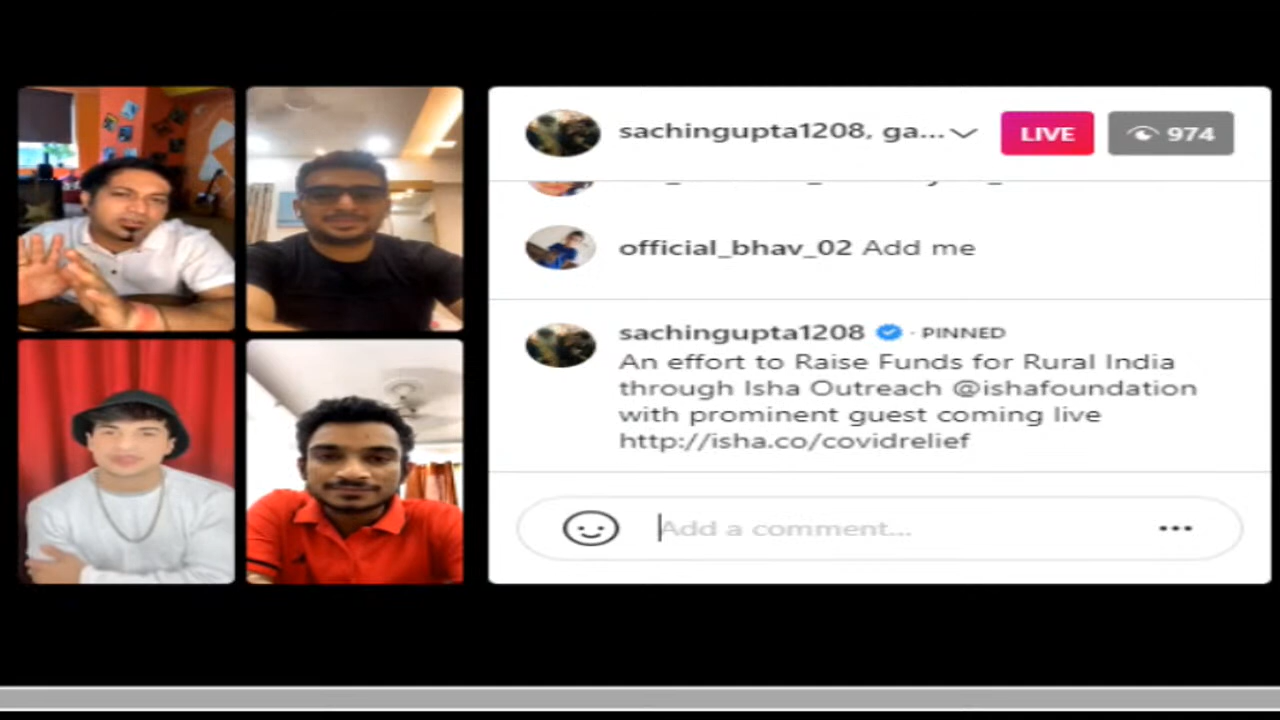 sachingupta1208, ga...
LIVE
974
official_bhav_02 Add me
sachingupta1208 · PINNED
An effort to Raise Funds for Rural India
through Isha Outreach @ishafoundation
with prominent guest coming live
http://isha.co/covidrelief
Add a comment...